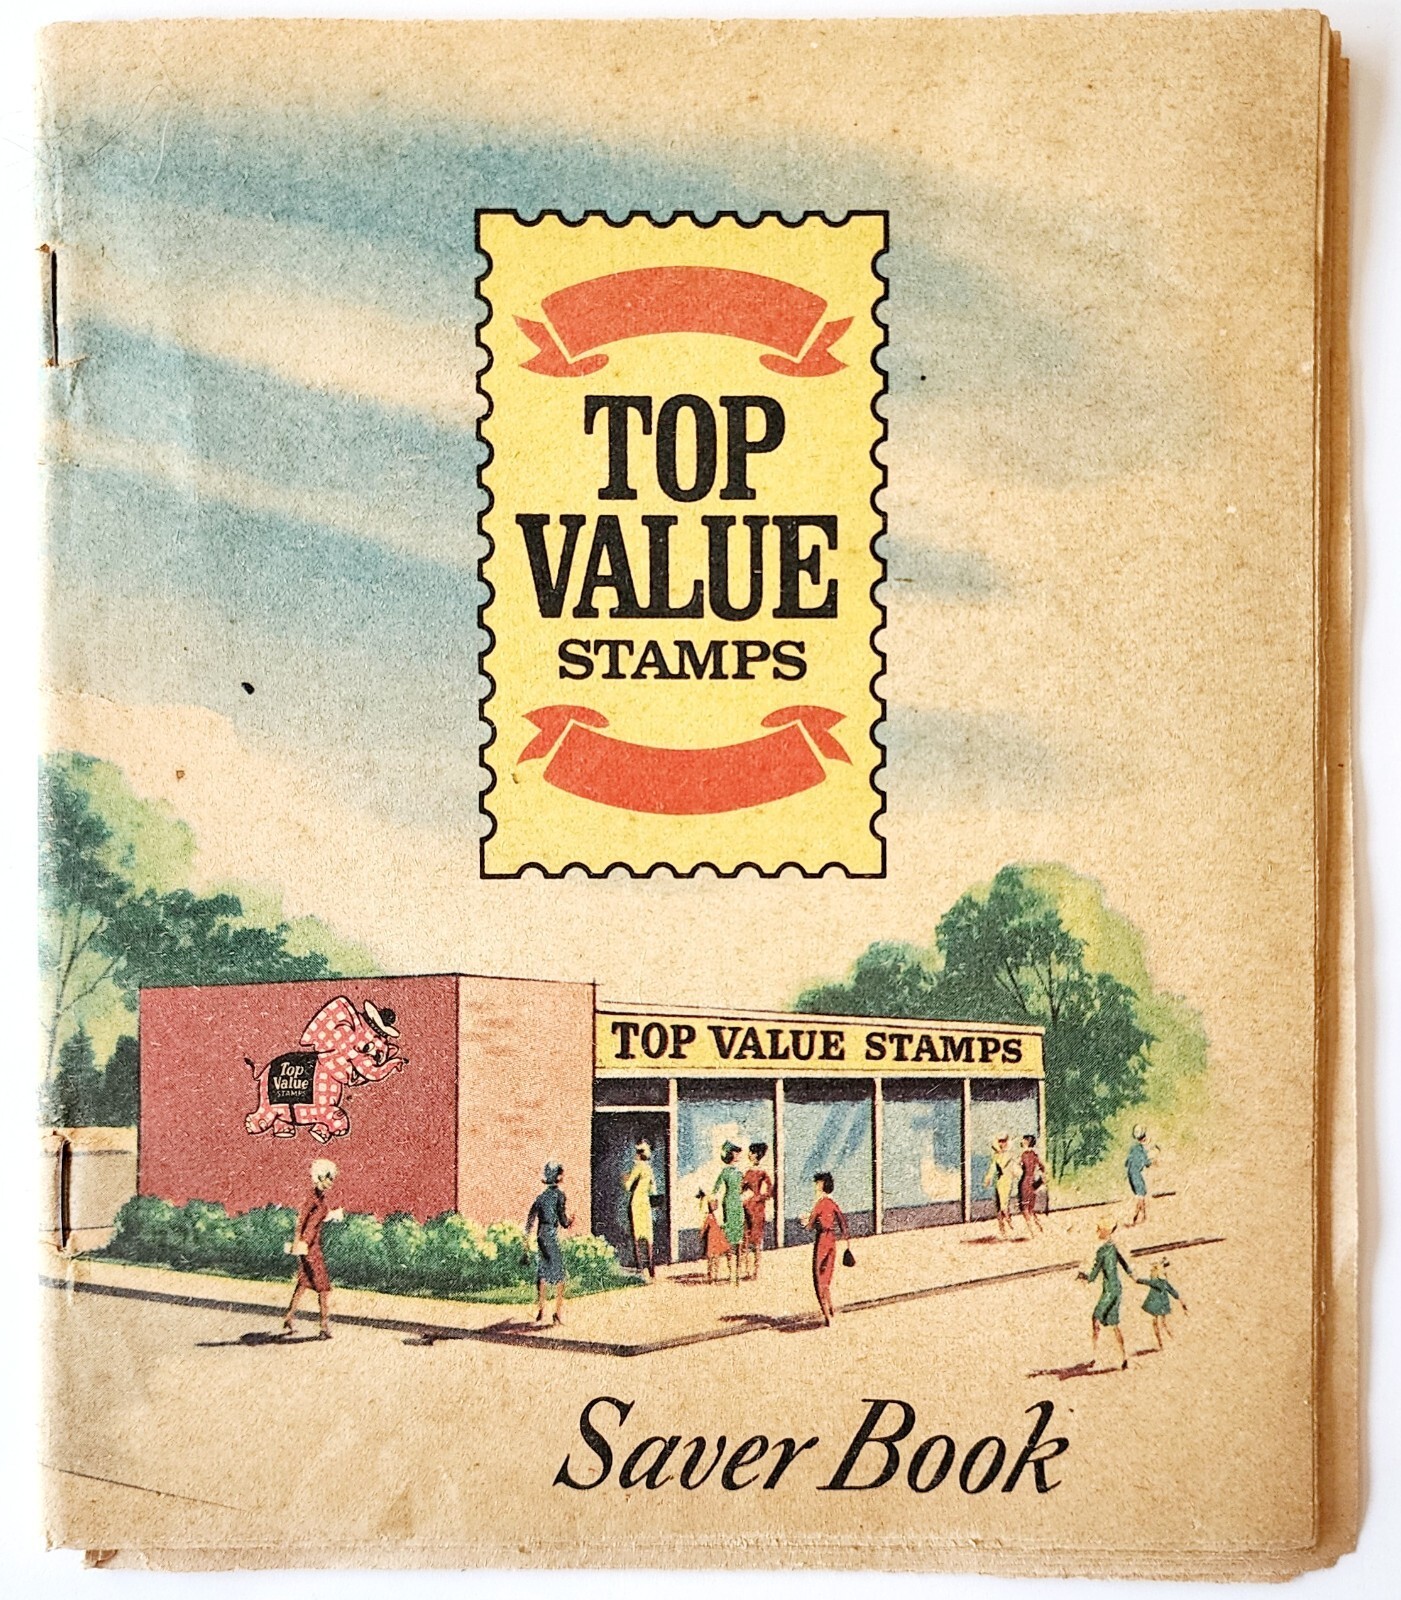 TOP
VALUE
STAMPS
TOP VALUE STAMPS
Top
Value
STAMPS
Saver Book